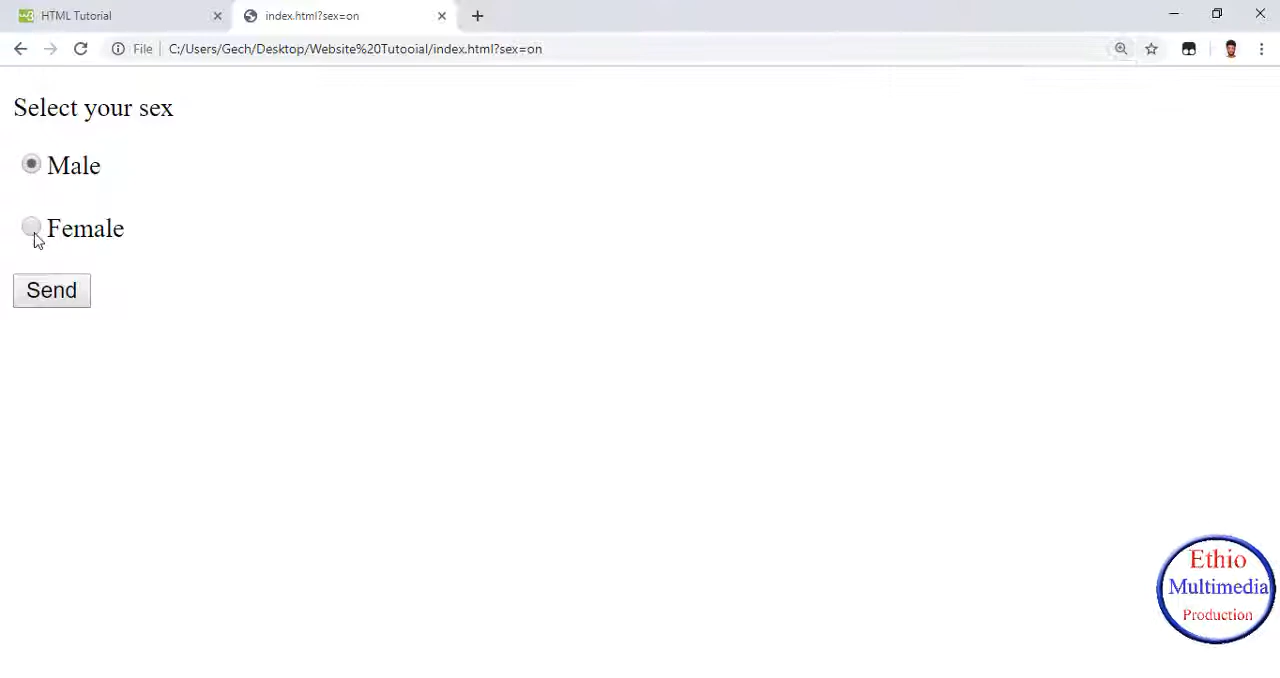 HTML Tutorial
index.html?sex=on
File
C:/Users/Gech/Desktop/Website%20Tutooial/index.html?sex=on
Select your sex
Male
Female
Send
Ethio
Multimedia
Production